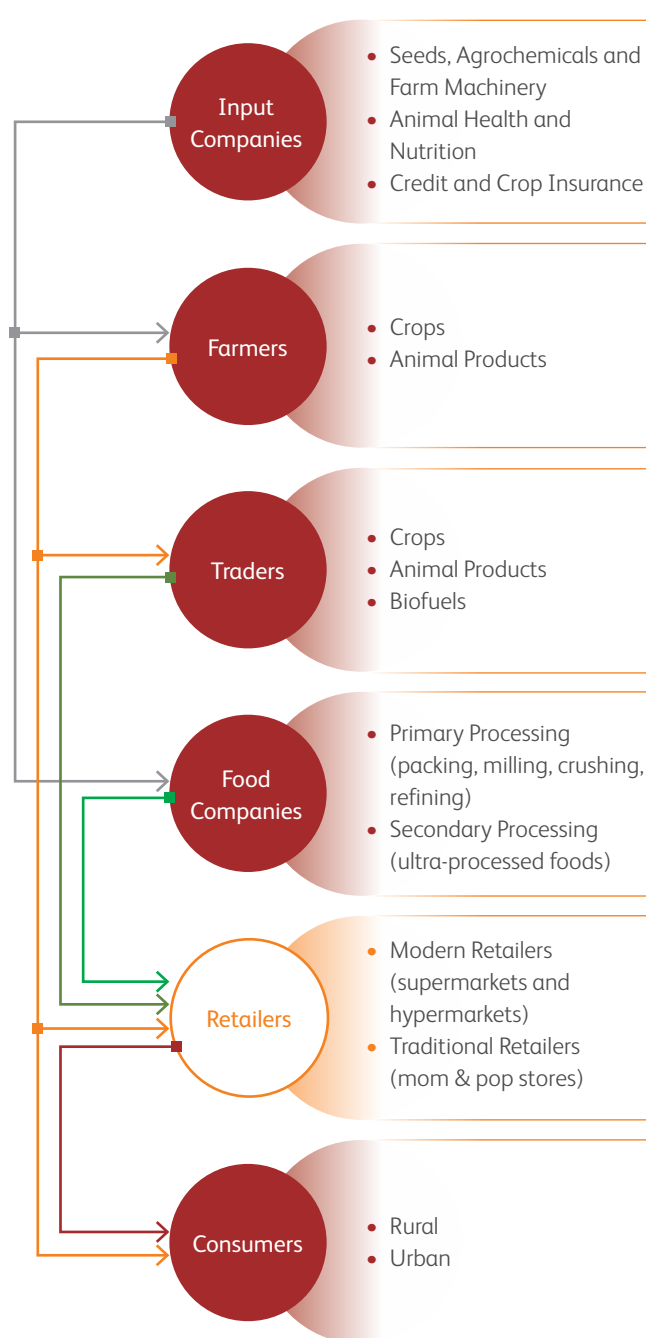 Input
Companies
• Seeds, Agrochemicals and
Farm Machinery
• Animal Health and
Nutrition
• Credit and Crop Insurance
Farmers
• Crops
• Animal Products
Traders
• Crops
• Animal Products
• Biofuels
Food
Companies
• Primary Processing
(packing, milling, crushing,
refining)
• Secondary Processing
(ultra-processed foods)
Retailers
• Modern Retailers
(supermarkets and
hypermarkets)
• Traditional Retailers
(mom & pop stores)
Consumers
• Rural
• Urban